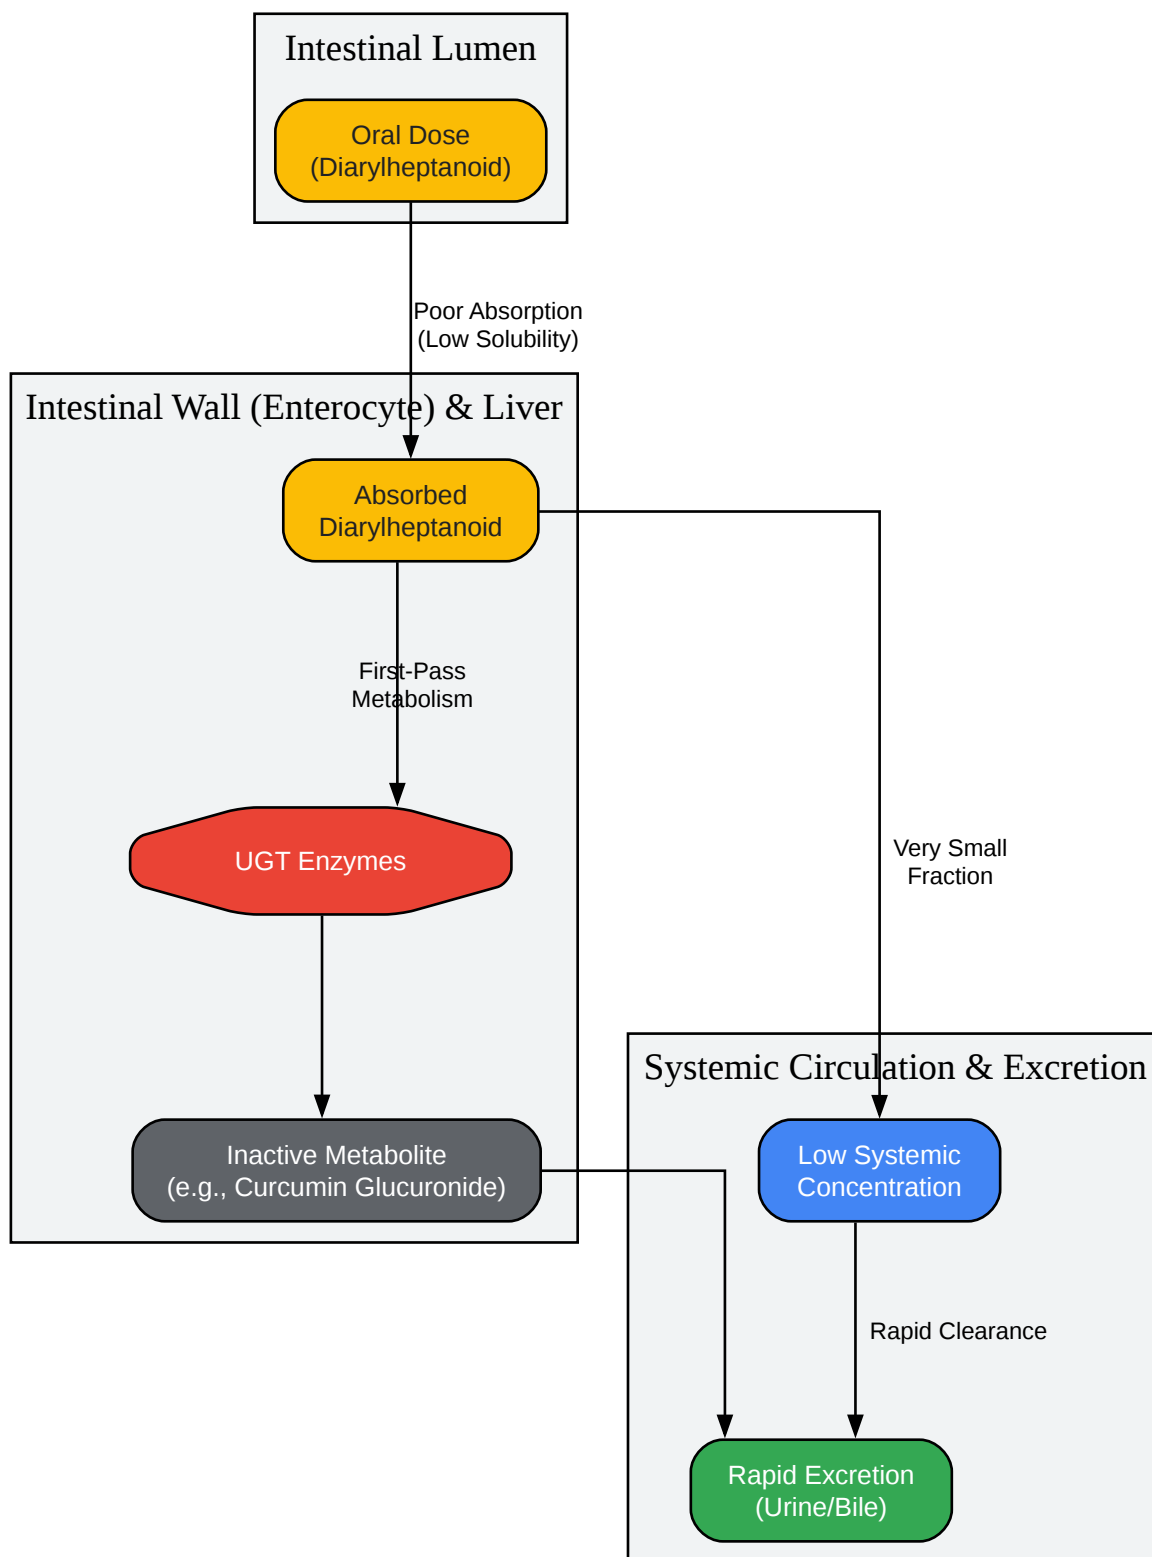 Intestinal Lumen
Oral Dose
(Diarylheptanoid)
Poor Absorption
(Low Solubility)
Intestinal Wall (Enterocyte) & Liver
Absorbed
Diarylheptanoid
First-Pass
Metabolism
UGT Enzymes
Very Small
Fraction
Systemic Circulation & Excretion
Inactive Metabolite
(e.g., Curcumin Glucuronide)
Low Systemic
Concentration
Rapid Clearance
Rapid Excretion
(Urine/Bile)